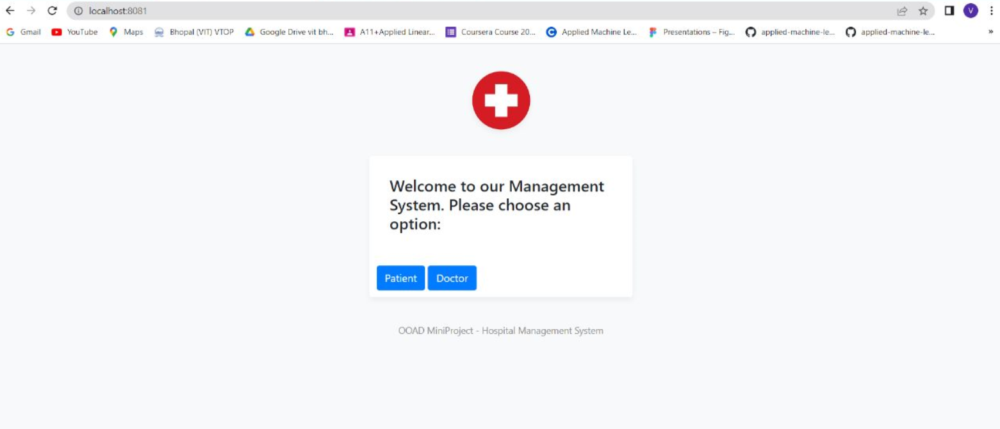 localhost:8081
Gmail YouTube Maps Bhopal (VIT) VTOP Google Drive vit bh... A11+Applied Linear... Coursera Course 20... Applied Machine Le... Presentations – Fig... applied-machine-le... applied-machine-le... »
V
Welcome to our Management
System. Please choose an
option:
Patient Doctor
OOAD MiniProject - Hospital Management System